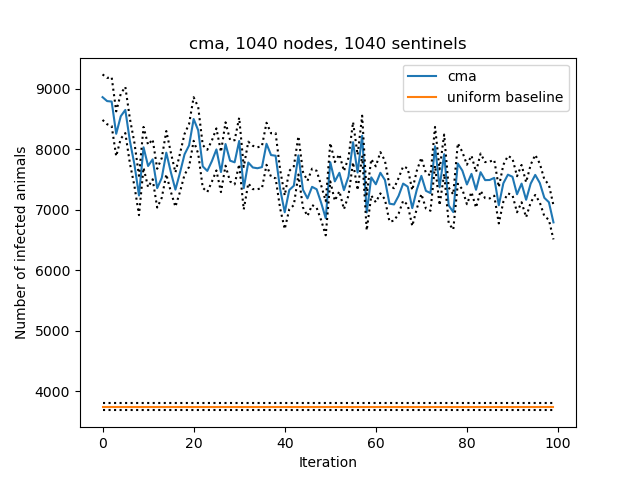 cma, 1040 nodes, 1040 sentinels
cma
uniform baseline
9000
8000
7000
6000
5000
4000
Number of infected animals
0 20 40 60 80 100
Iteration